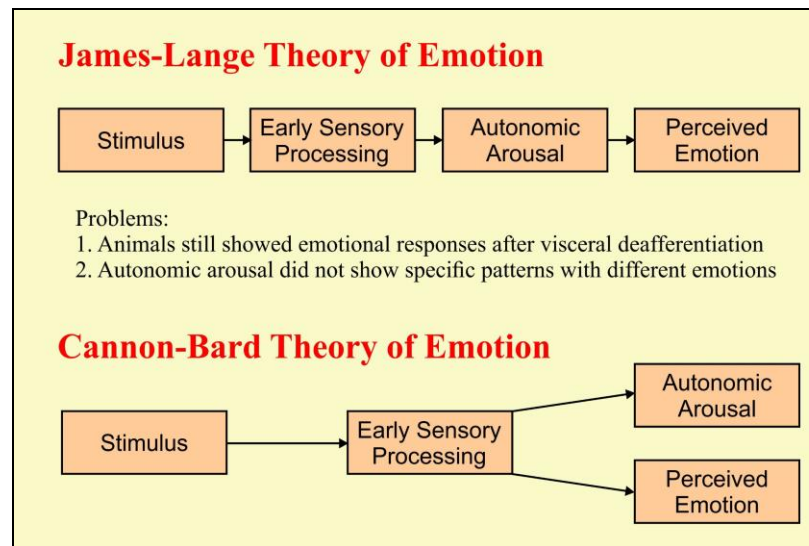 James-Lange Theory of Emotion
Stimulus
Early Sensory
Processing
Autonomic
Arousal
Perceived
Emotion
Problems:
1. Animals still showed emotional responses after visceral deafferentiation
2. Autonomic arousal did not show specific patterns with different emotions
Cannon-Bard Theory of Emotion
Stimulus
Early Sensory
Processing
Autonomic
Arousal
Perceived
Emotion